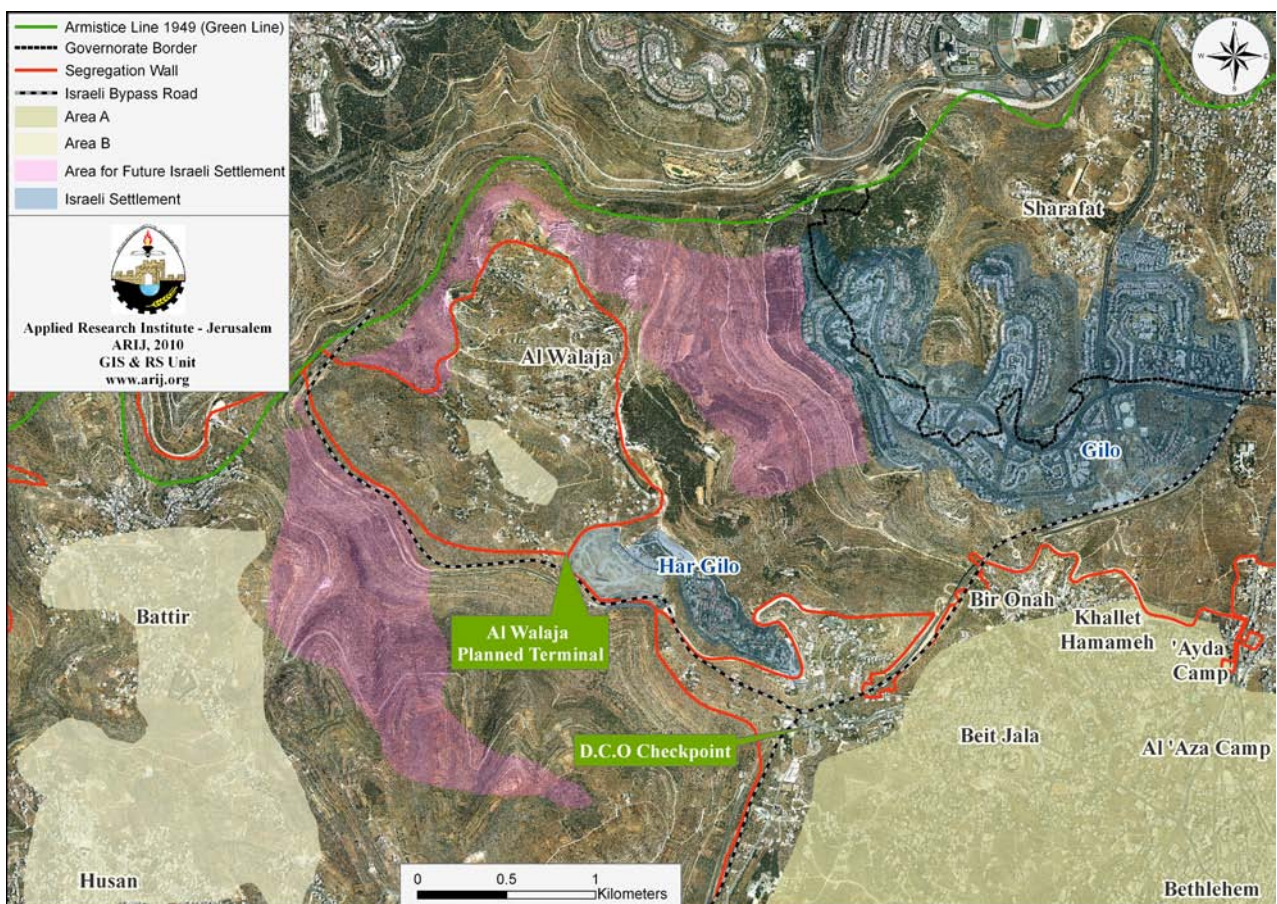 Armistice Line 1949 (Green Line)
Governorate Border
Segregation Wall
Israeli Bypass Road
Area A
Area B
Area for Future Israeli Settlement
Israeli Settlement
Applied Research Institute - Jerusalem
ARIJ, 2010
GIS & RS Unit
www.arij.org
N
W
E
S
Sharafat
Al Walaja
Gilo
Har Gilo
Battir
Al Walaja
Planned Terminal
Bir Onah
Khallet
Hamameh
'Ayda
Camp
D.C.O Checkpoint
Beit Jala
Al 'Aza Camp
Husan
Bethlehem
0 0.5 1
Kilometers